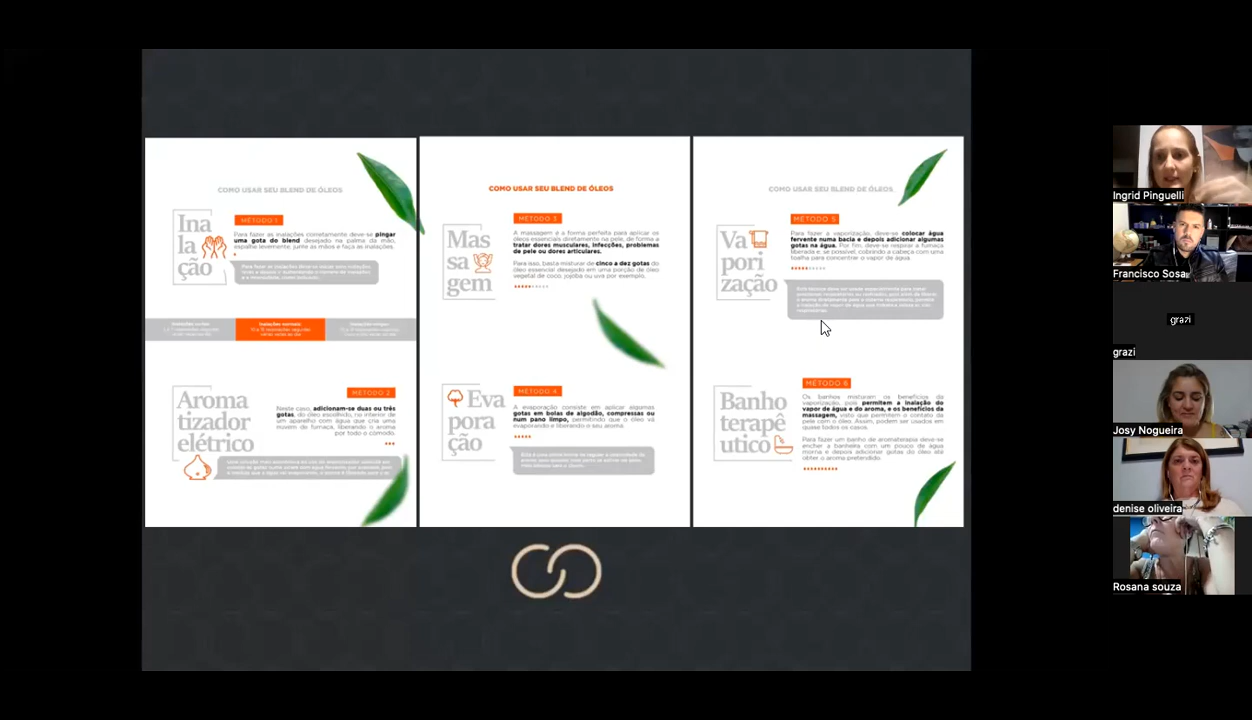 COMO USAR SEU BLEND DE ÓLEOS
Ina
la
ção
MÉTODO 1
Para fazer as inalações corretamente deve-se pingar
uma gota do blend desejado na palma da mão,
espalhe levemente, junte as mãos e faça as inalações.
Inalações curtas:
Inalações normais:
Inalações longas:
Aroma
tizador
elétrico
MÉTODO 2
Neste caso, adicionam-se duas ou três
gotas, do óleo escolhido, no interior de
um aparelho com água que cria uma
nuvem de fumaça, liberando o aroma
por todo o cômodo.
COMO USAR SEU BLEND DE ÓLEOS
Mas
sa
gem
MÉTODO 3
A massagem é a forma perfeita para aplicar os
óleos essenciais diretamente na pele, de forma a
tratar dores musculares, infecções, problemas
de pele ou dores articulares.
Para isso, basta misturar de cinco a dez gotas do
óleo essencial desejado em uma porção de óleo
vegetal de coco, jojoba ou uva por exemplo.
Eva
pora
ção
MÉTODO 4
A evaporação consiste em aplicar algumas
gotas em bolas de algodão, compressas ou
num pano limpo, permitindo que o óleo vá
evaporando e liberando o seu aroma.
COMO USAR SEU BLEND DE ÓLEOS
Va
pori
zação
MÉTODO 5
Para fazer a vaporização, deve-se colocar água
fervente numa bacia e depois adicionar algumas
gotas na água. Por fim, deve-se respirar a fumaça
liberada e, se possível, cobrindo a cabeça com uma
toalha para concentrar o vapor de água.
Banho
terapê
utico
MÉTODO 6
Os banhos misturam os benefícios da
vaporização, pois permitem a inalação do
vapor de água e do aroma, e os benefícios da
massagem, visto que permitem o contato da
pele com o óleo. Assim, podem ser usados em
quase todos os casos.
Para fazer um banho de aromaterapia deve-se
encher a banheira com um pouco de água
morna e depois adicionar gotas do óleo até
obter o aroma pretendido.
Ingrid Pinguelli
Francisco Sosa
grazi
grazi
Josy Nogueira
denise oliveira
Rosana souza